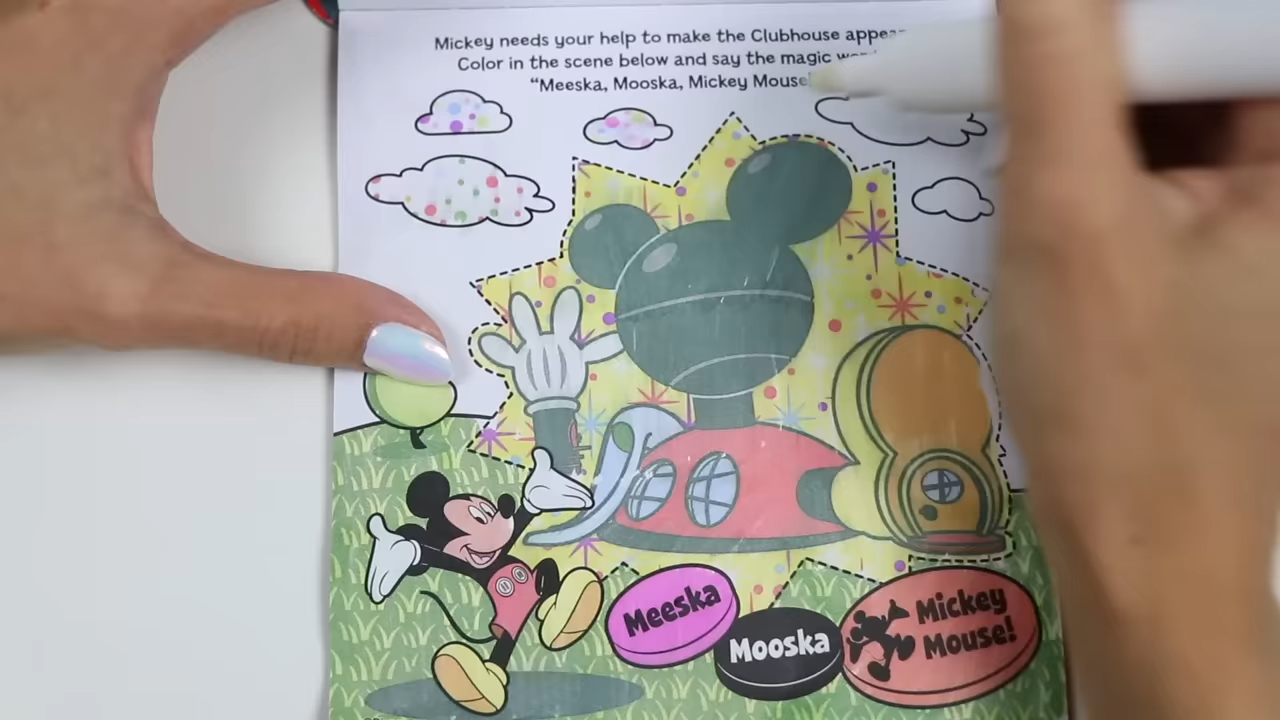 Mickey needs your help to make the Clubhouse appear
Color in the scene below and say the magic
"Meeska, Mooska, Mickey Mouse!
Meeska
Mooska
Mickey
Mouse!